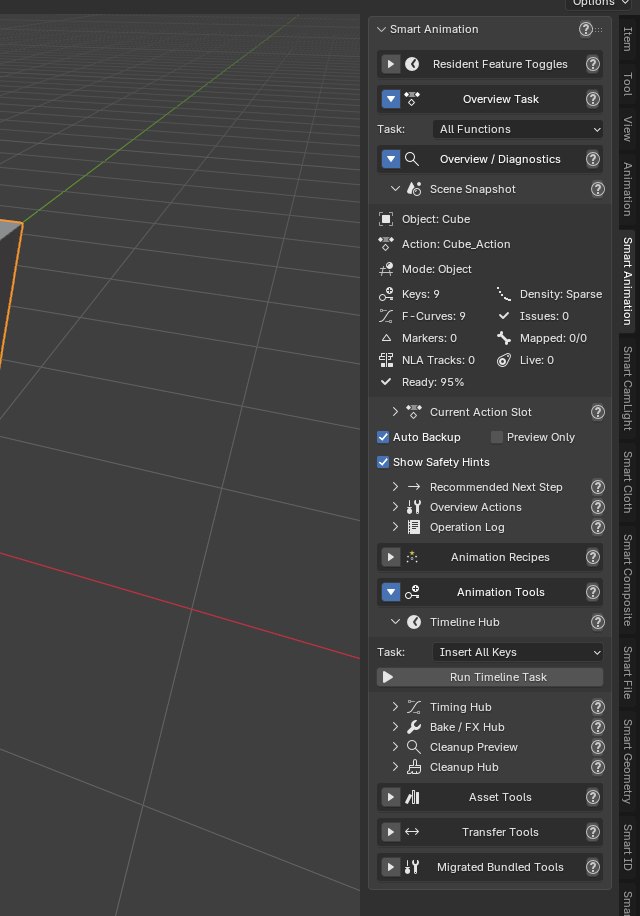 Options
Smart Animation
Resident Feature Toggles
Overview Task
Task: All Functions
Overview / Diagnostics
Scene Snapshot
Object: Cube
Action: Cube_Action
Mode: Object
Keys: 9 Density: Sparse
F-Curves: 9 Issues: 0
Markers: 0 Mapped: 0/0
NLA Tracks: 0 Live: 0
Ready: 95%
Current Action Slot
Auto Backup Preview Only
Show Safety Hints
Recommended Next Step
Overview Actions
Operation Log
Animation Recipes
Animation Tools
Timeline Hub
Task: Insert All Keys
Run Timeline Task
Timing Hub
Bake / FX Hub
Cleanup Preview
Cleanup Hub
Asset Tools
Transfer Tools
Migrated Bundled Tools
Item
Tool
View
Animation
Smart Animation
Smart CamLight
Smart Cloth
Smart Composite
Smart File
Smart Geometry
Smart ID